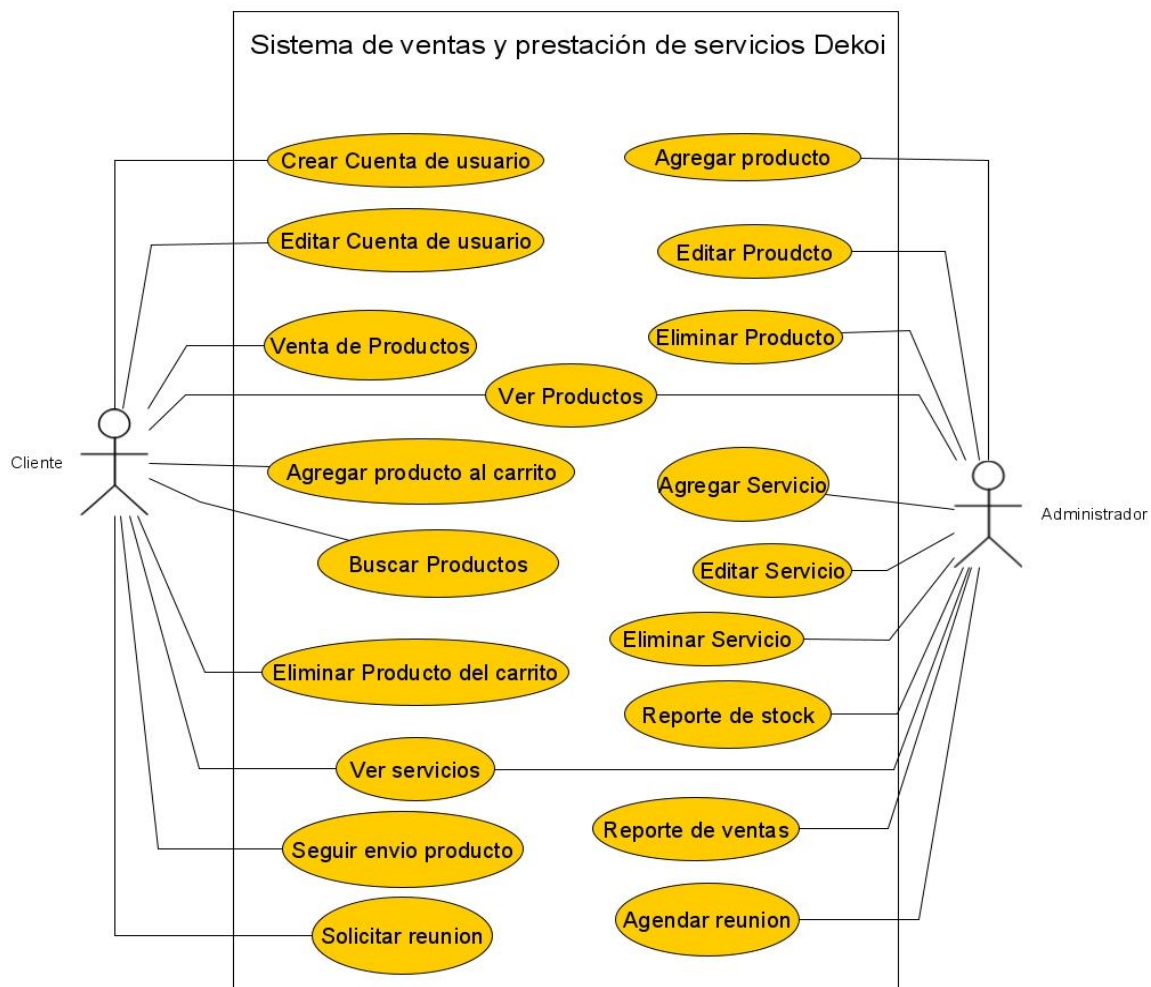 Sistema de ventas y prestación de servicios Dekoi
Crear Cuenta de usuario
Agregar producto
Editar Cuenta de usuario
Editar Proudcto
Venta de Productos
Eliminar Producto
Ver Productos
Cliente
Agregar producto al carrito
Agregar Servicio
Administrador
Buscar Productos
Editar Servicio
Eliminar Servicio
Eliminar Producto del carrito
Reporte de stock
Ver servicios
Reporte de ventas
Seguir envio producto
Agendar reunion
Solicitar reunion